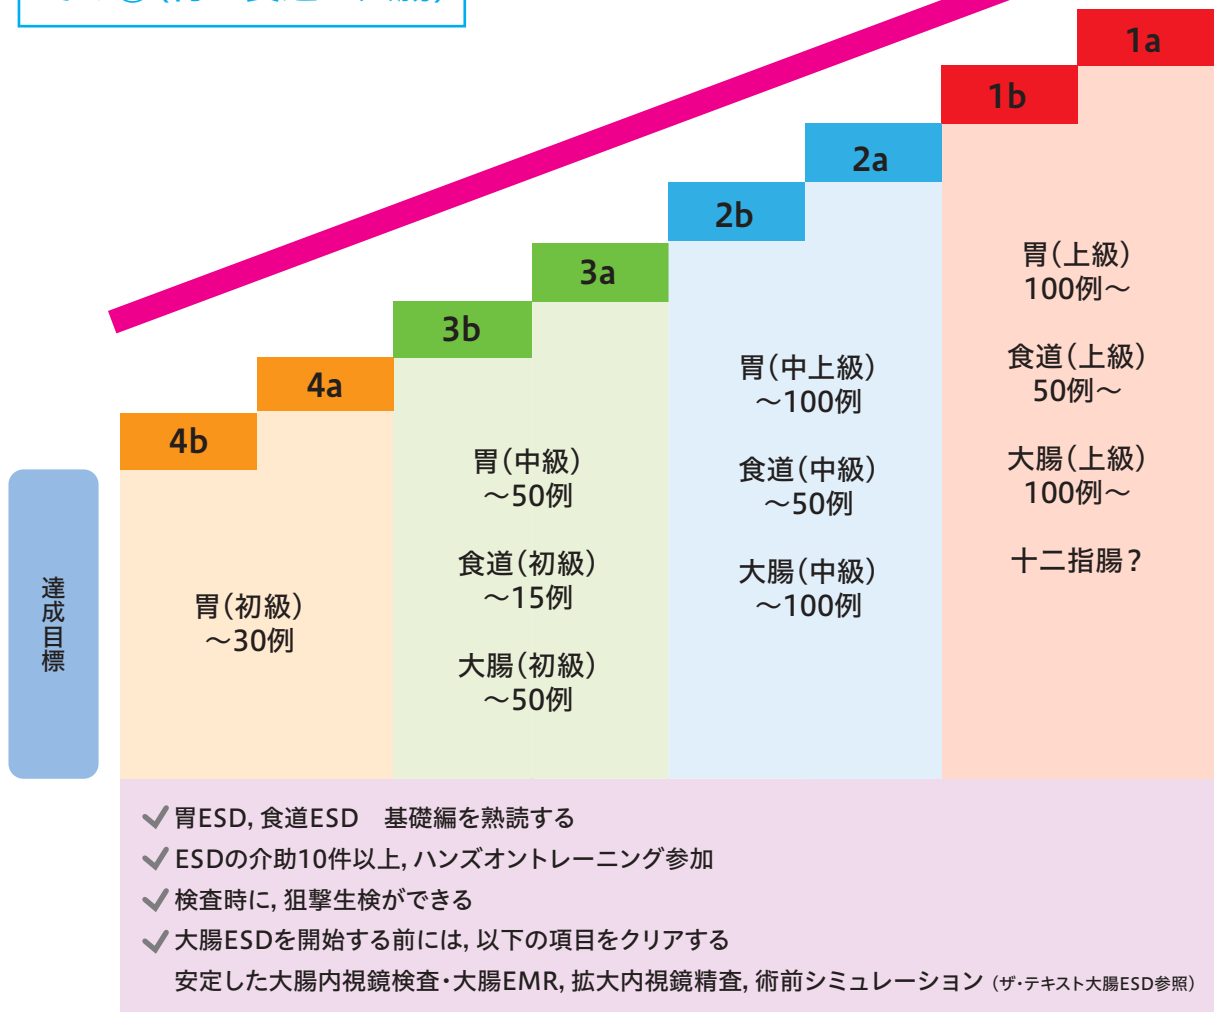 1a
1b
2a
2b
3a
3b
4a
4b
胃(上級)
100例〜
食道(上級)
50例〜
大腸(上級)
100例〜
十二指腸?
胃(中上級)
〜100例
食道(中級)
〜50例
大腸(中級)
〜100例
胃(中級)
〜50例
食道(初級)
〜15例
大腸(初級)
〜50例
胃(初級)
〜30例
達成目標
胃ESD, 食道ESD 基礎編を熟読する
ESDの介助10件以上, ハンズオントレーニング参加
検査時に, 狙撃生検ができる
大腸ESDを開始する前には, 以下の項目をクリアする
安定した大腸内視鏡検査・大腸EMR, 拡大内視鏡精査, 術前シミュレーション (ザ・テキスト大腸ESD参照)